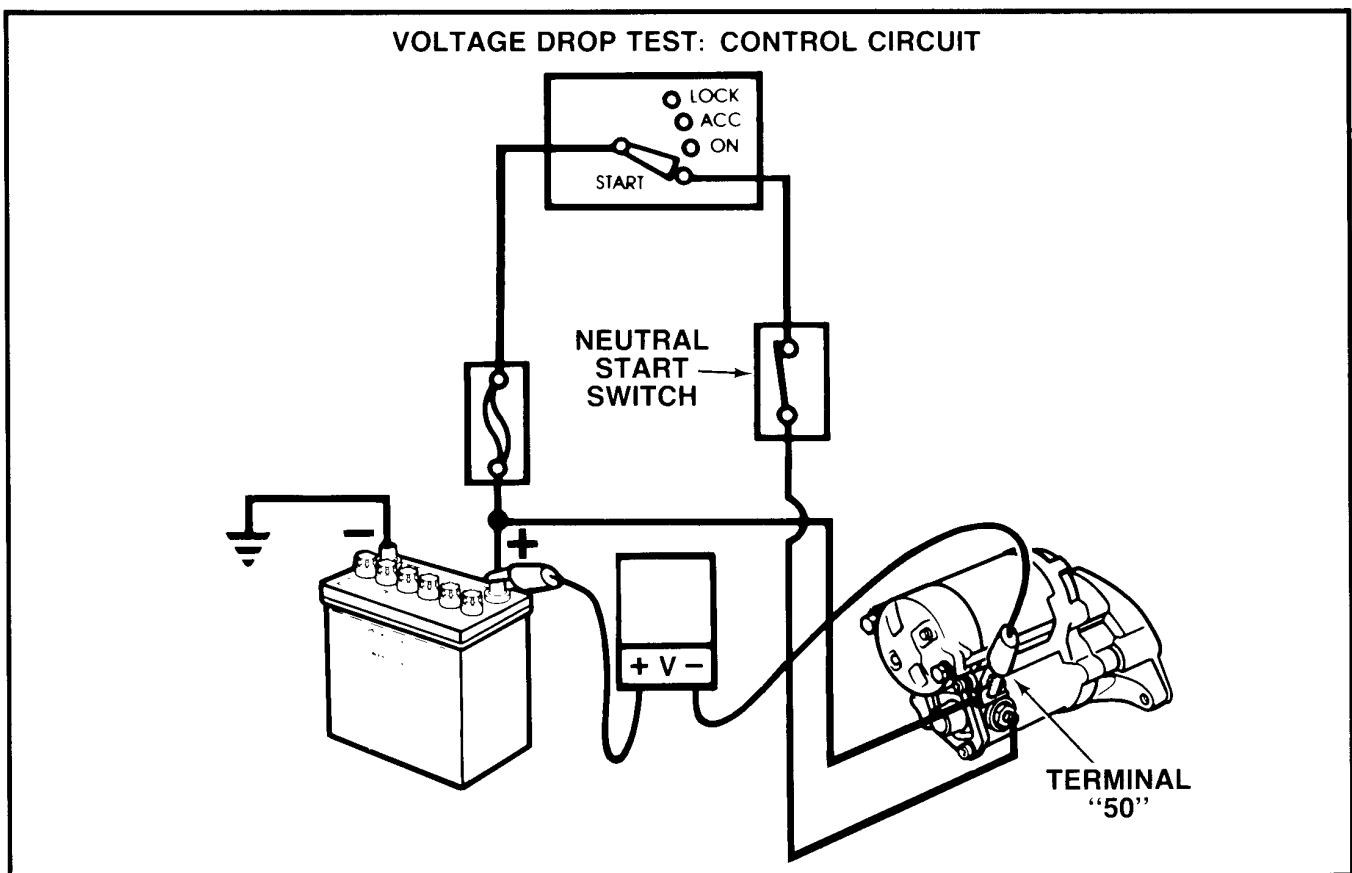 VOLTAGE DROP TEST: CONTROL CIRCUIT
LOCK
ACC
ON
START
NEUTRAL
START
SWITCH
− +
+ V −
TERMINAL
“50”